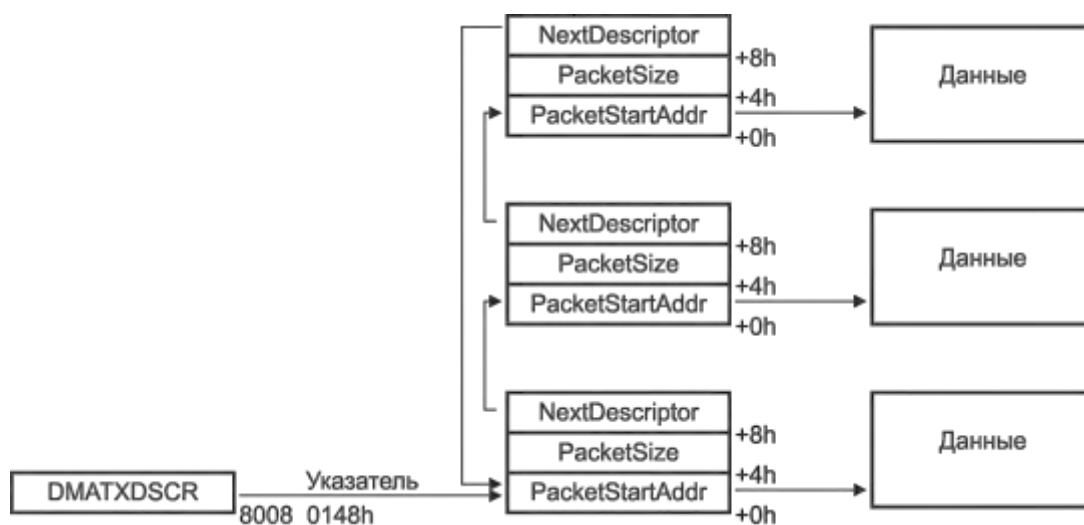 NextDescriptor
+8h
PacketSize
Данные
+4h
PacketStartAddr
+0h
NextDescriptor
+8h
PacketSize
Данные
+4h
PacketStartAddr
+0h
NextDescriptor
+8h
PacketSize
Данные
+4h
DMATXDSCR
Указатель
PacketStartAddr
8008 0148h
+0h